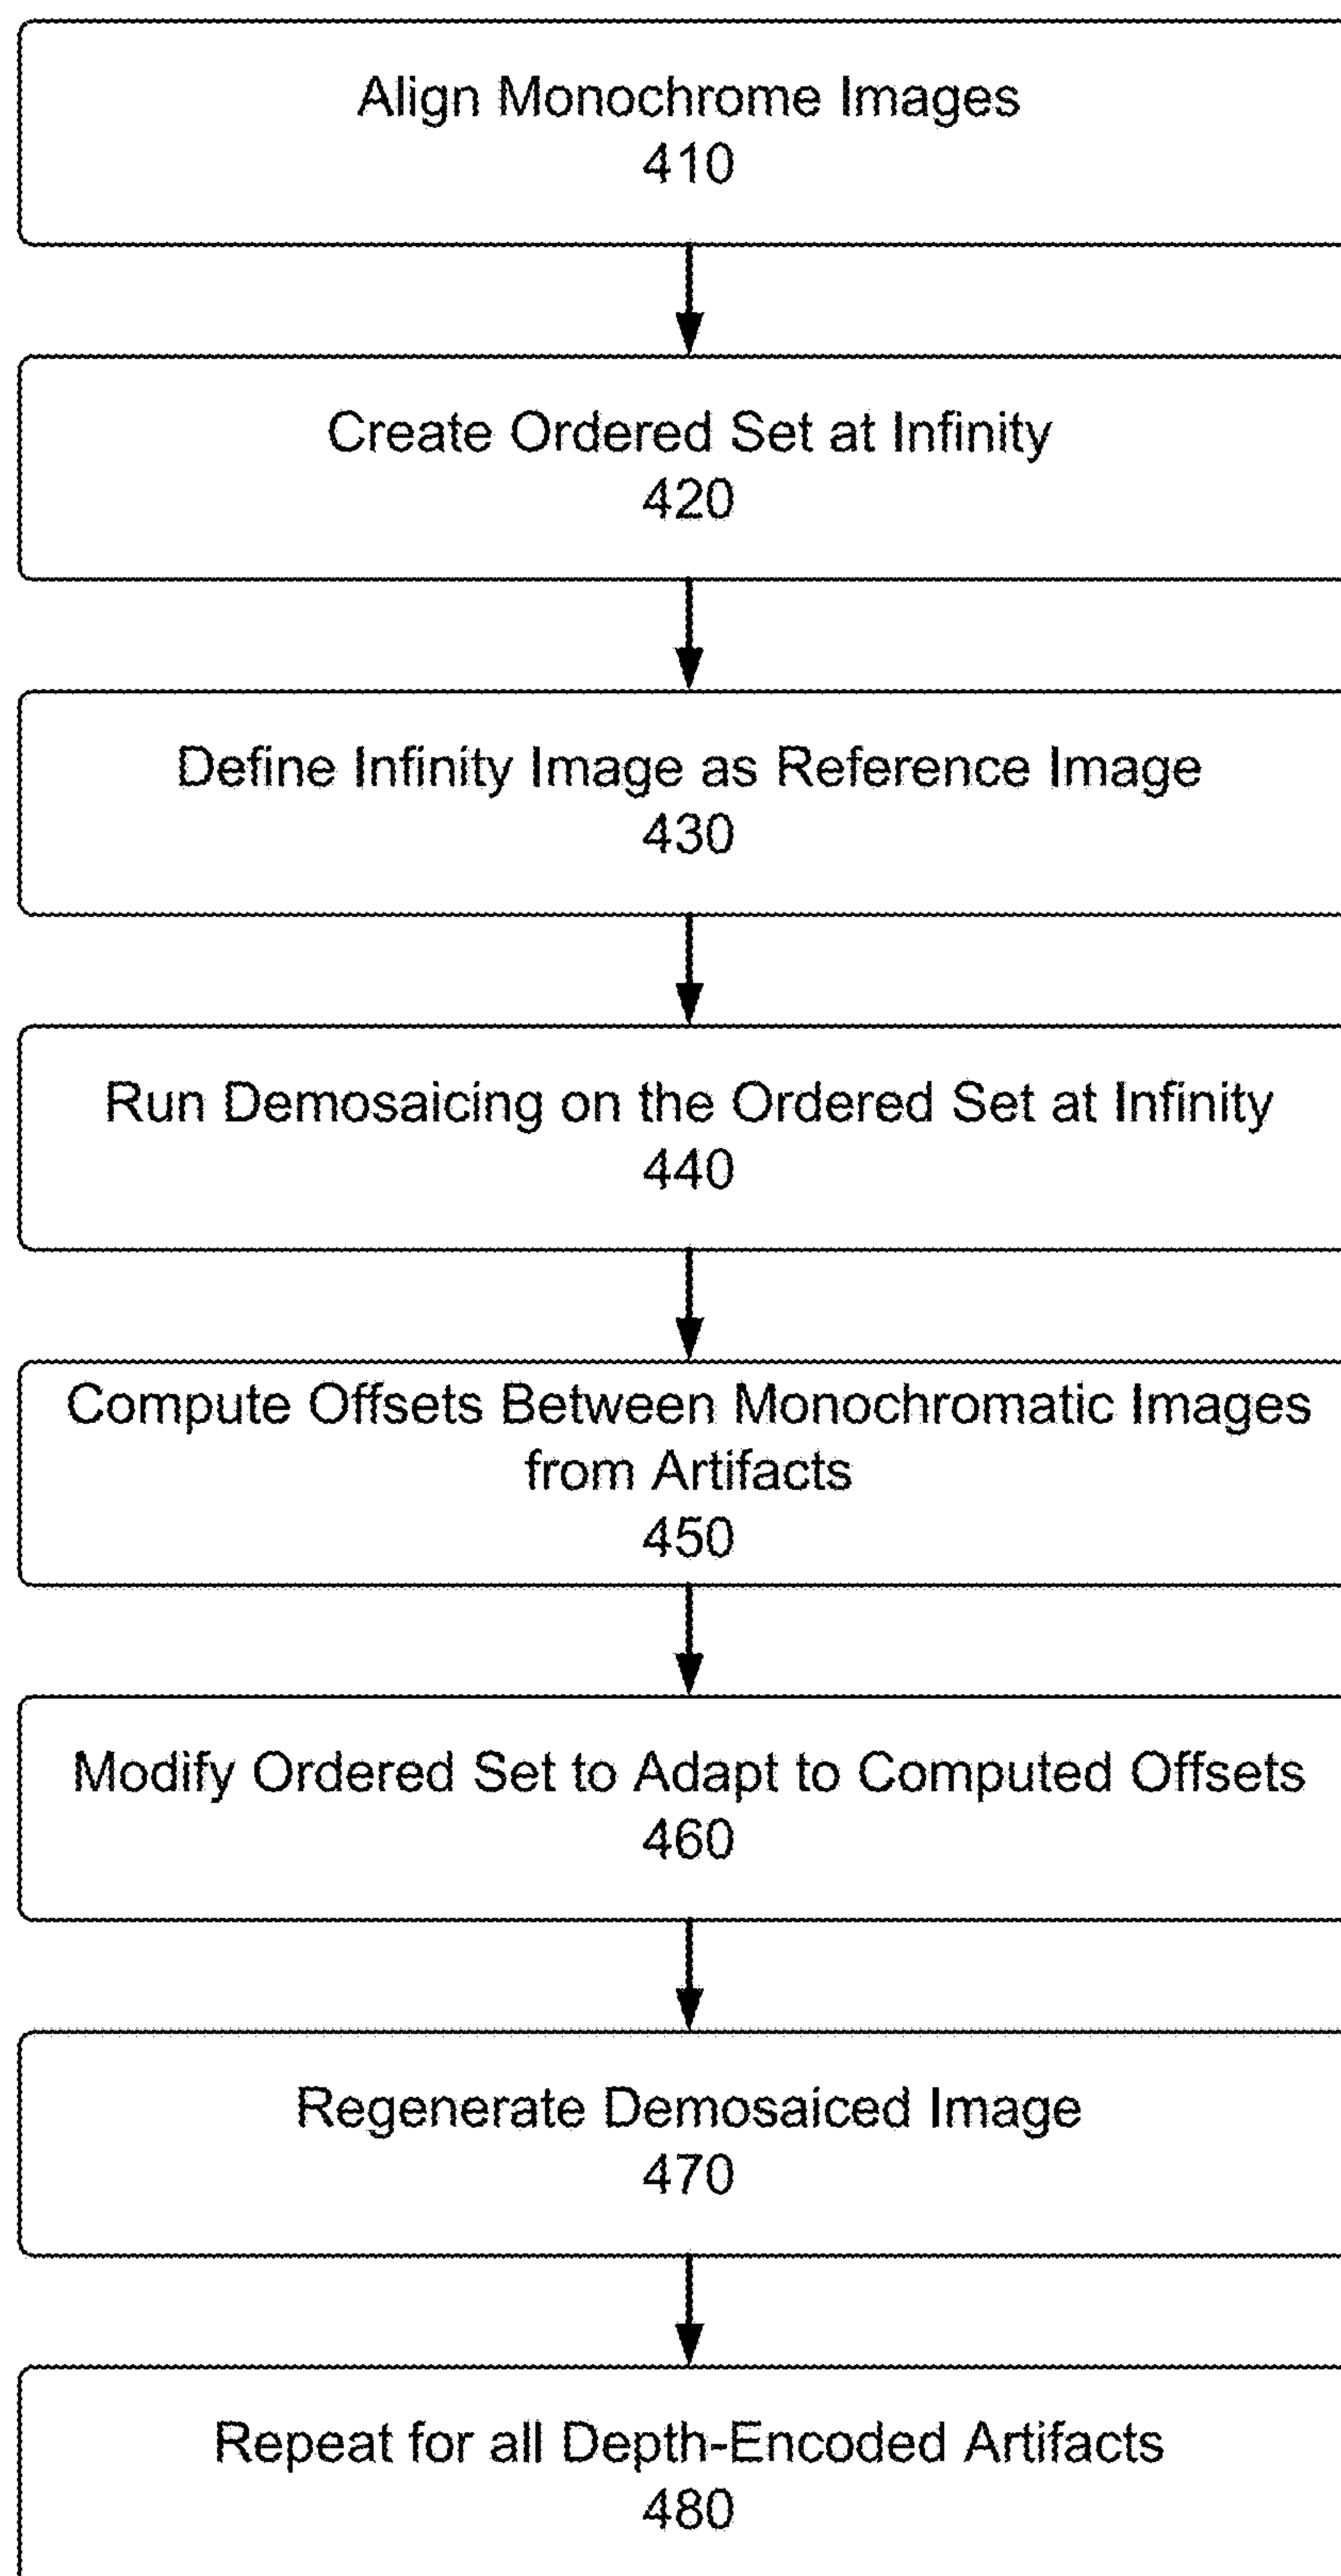 Align Monochrome Images
410
Create Ordered Set at Infinity
420
Define Infinity Image as Reference Image
430
Run Demosaicing on the Ordered Set at Infinity
440
Compute Offsets Between Monochromatic Images
from Artifacts
450
Modify Ordered Set to Adapt to Computed Offsets
460
Regenerate Demosaiced Image
470
Repeat for all Depth-Encoded Artifacts
480